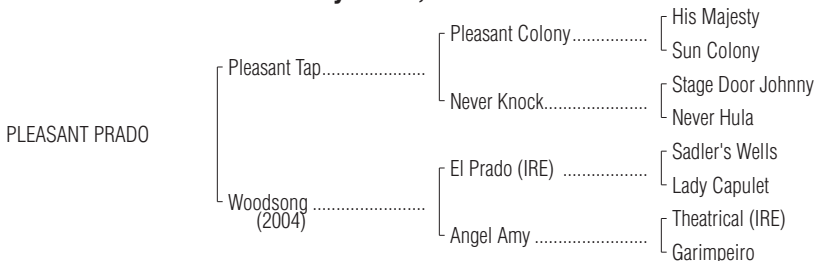 His Majesty
Pleasant Colony................
Sun Colony
Pleasant Tap......................
Stage Door Johnny
Never Knock......................
Never Hula
PLEASANT PRADO
Sadler's Wells
El Prado (IRE) ..................
Lady Capulet
Woodsong ........................
(2004)
Theatrical (IRE)
Angel Amy ........................
Garimpeiro